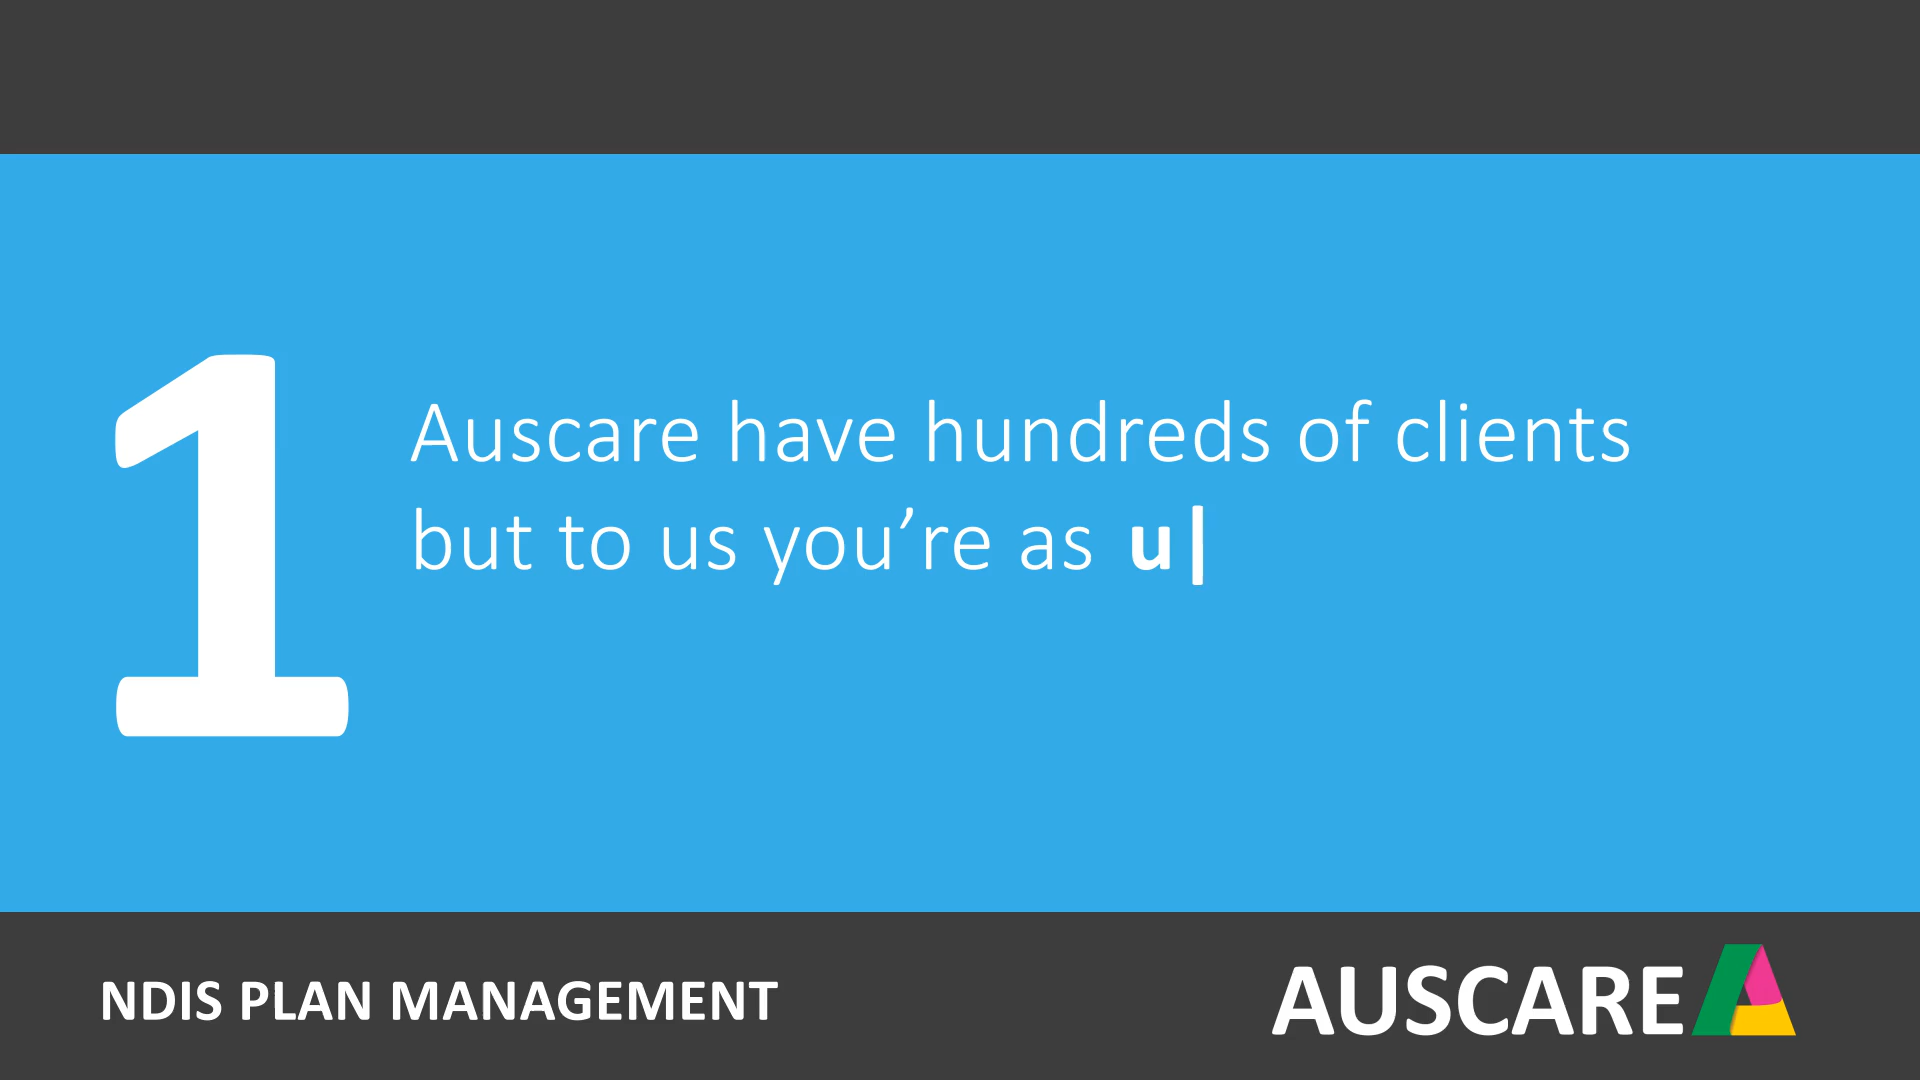 1
Auscare have hundreds of clients
but to us you’re as u|
NDIS PLAN MANAGEMENT
AUSCARE